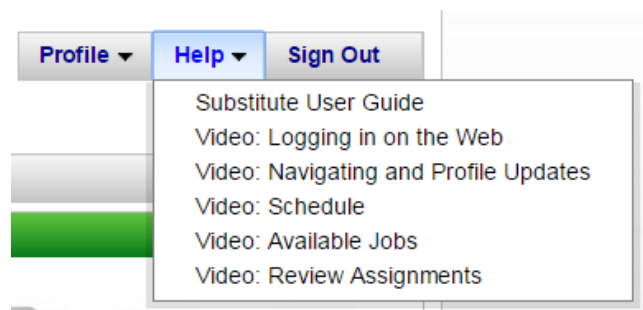 Profile Help Sign Out
Substitute User Guide
Video: Logging in on the Web
Video: Navigating and Profile Updates
Video: Schedule
Video: Available Jobs
Video: Review Assignments